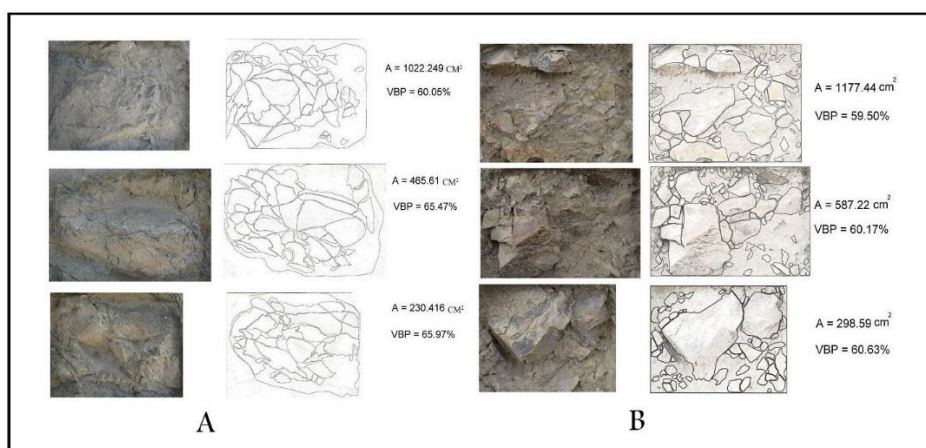 A = 1022.249 CM²
VBP = 60.05%
A = 465.61 CM²
VBP = 65.47%
A = 230.416 CM²
VBP = 65.97%
A
A = 1177.44 cm²
VBP = 59.50%
A = 587.22 cm²
VBP = 60.17%
A = 298.59 cm²
VBP = 60.63%
B